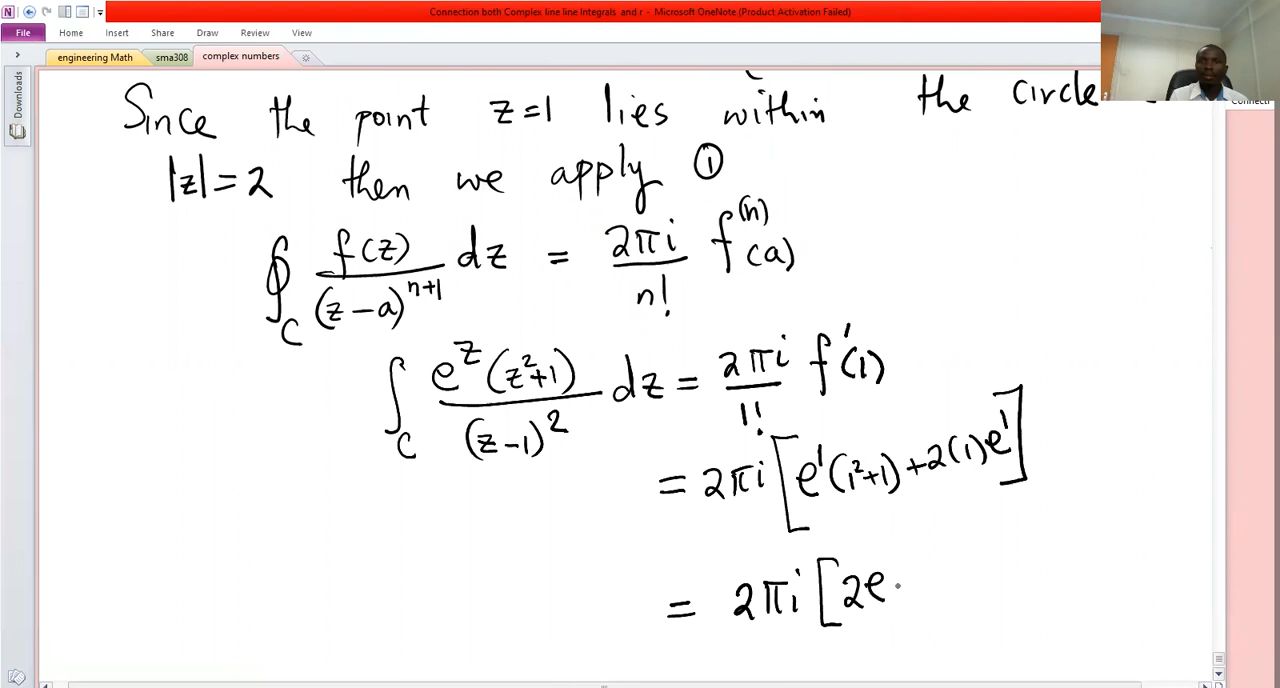 Connection both Complex line line Integrals and r - Microsoft OneNote (Product Activation Failed)
File Home Insert Share Draw Review View
engineering Math sma308 complex numbers
Downloads
Since the point z=1 lies within the circle
|z|=2 then we apply ①
∮_C f(z)/(z-a)^{n+1} dz = 2πi/n! f^{(n)}(a)
∫_C e^z(z²+1)/(z-1)² dz = 2πi/1! f'(1)
= 2πi [e¹(1²+1)+2(1)e¹]
= 2πi [2e